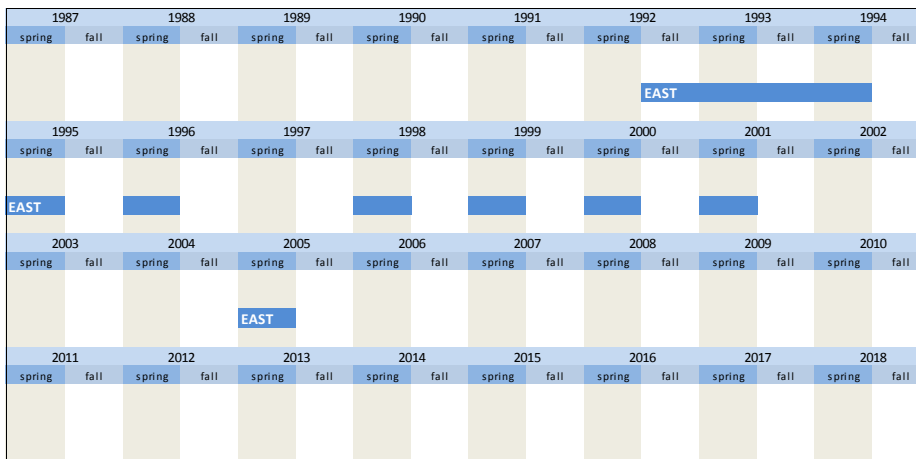 1987 1988 1989 1990 1991 1992 1993 1994
spring fall spring fall spring fall spring fall spring fall spring fall spring fall spring fall
EAST
1995 1996 1997 1998 1999 2000 2001 2002
spring fall spring fall spring fall spring fall spring fall spring fall spring fall spring fall
EAST
2003 2004 2005 2006 2007 2008 2009 2010
spring fall spring fall spring fall spring fall spring fall spring fall spring fall spring fall
EAST
2011 2012 2013 2014 2015 2016 2017 2018
spring fall spring fall spring fall spring fall spring fall spring fall spring fall spring fall